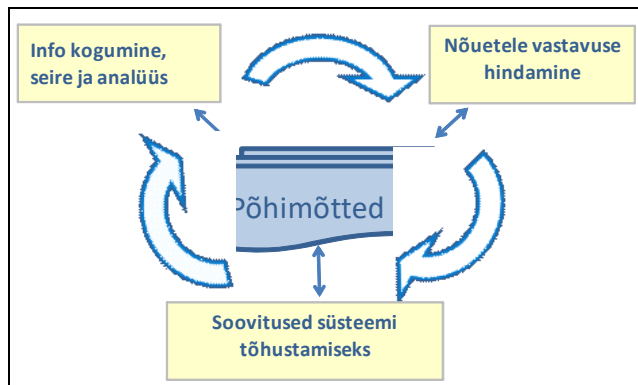 Info kogumine,
seire ja analüüs
Nõuetele vastavuse
hindamine
Põhimõtted
Soovitused süsteemi
tõhustamiseks